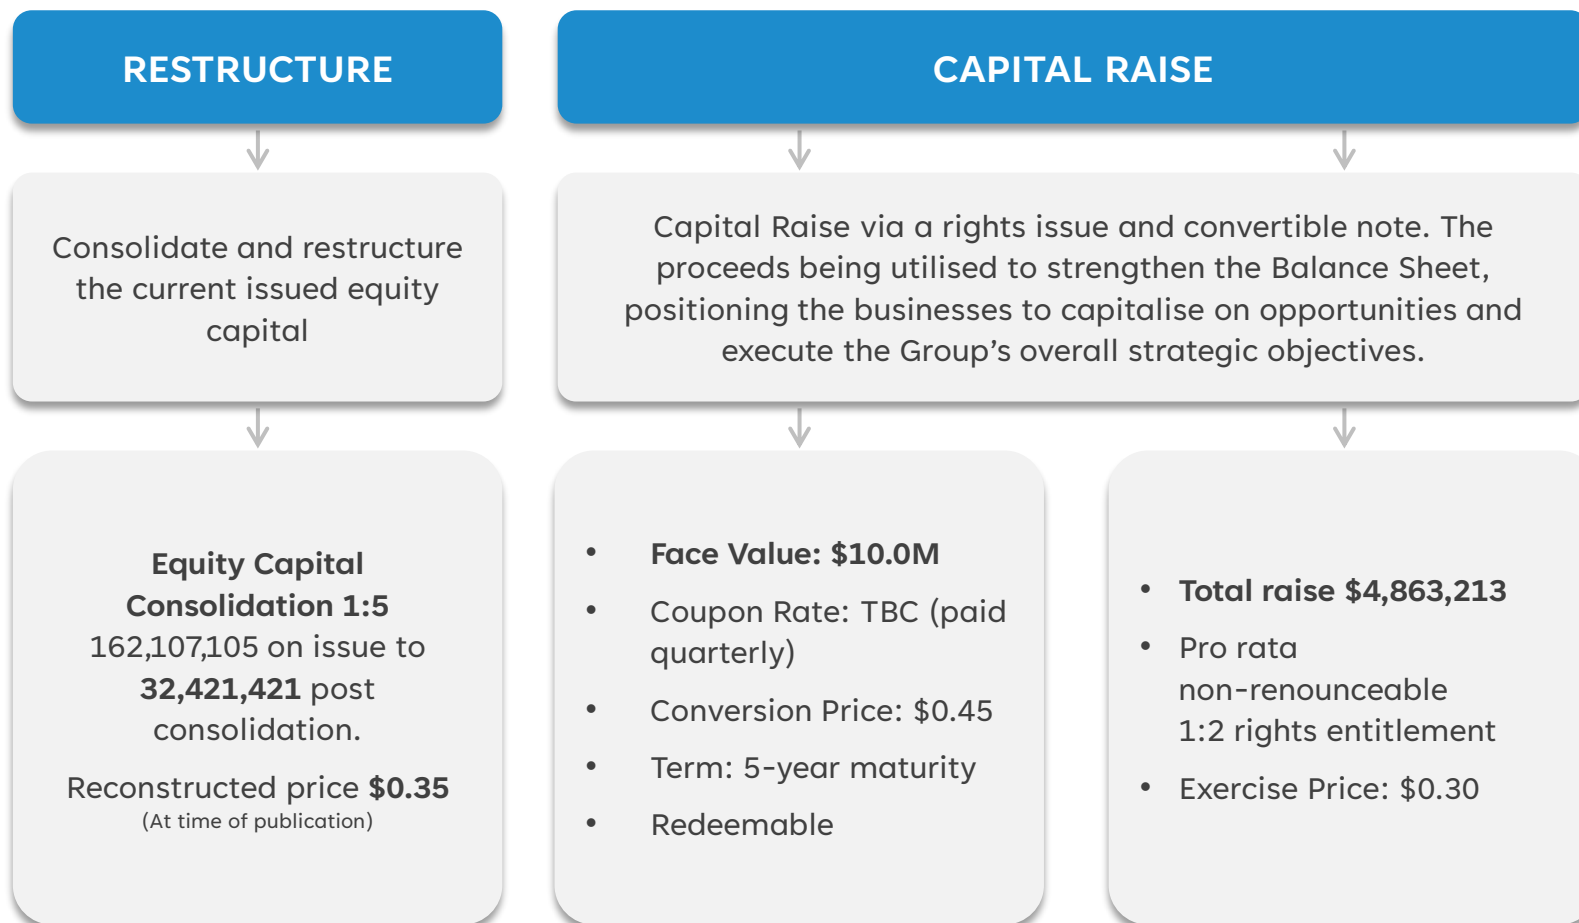 RESTRUCTURE
Consolidate and restructure
the current issued equity
capital
Equity Capital
Consolidation 1:5
162,107,105 on issue to
32,421,421 post
consolidation.
Reconstructed price $0.35
(At time of publication)
CAPITAL RAISE
Capital Raise via a rights issue and convertible note. The
proceeds being utilised to strengthen the Balance Sheet,
positioning the businesses to capitalise on opportunities and
execute the Group’s overall strategic objectives.
• Face Value: $10.0M
• Coupon Rate: TBC (paid
quarterly)
• Conversion Price: $0.45
• Term: 5-year maturity
• Redeemable
• Total raise $4,863,213
• Pro rata
non-renounceable
1:2 rights entitlement
• Exercise Price: $0.30